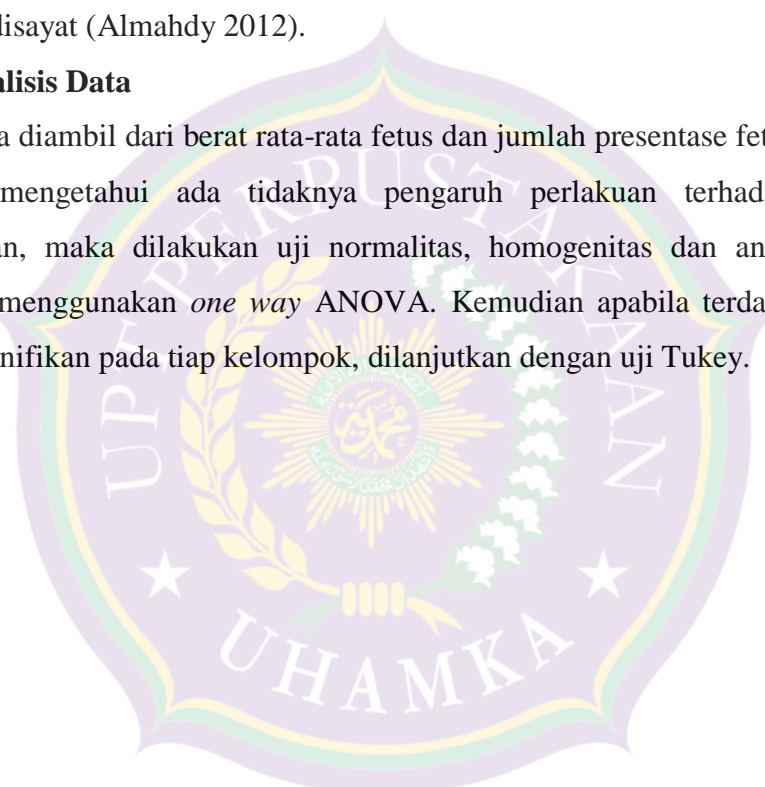 disayat (Almahdy 2012).
alisis Data
a diambil dari berat rata-rata fetus dan jumlah presentase fet
mengetahui ada tidaknya pengaruh perlakuan terhad
an, maka dilakukan uji normalitas, homogenitas dan an
menggunakan one way ANOVA. Kemudian apabila terda
nifikan pada tiap kelompok, dilanjutkan dengan uji Tukey.
UPT PERPUSTAKAAN
UHAMKA